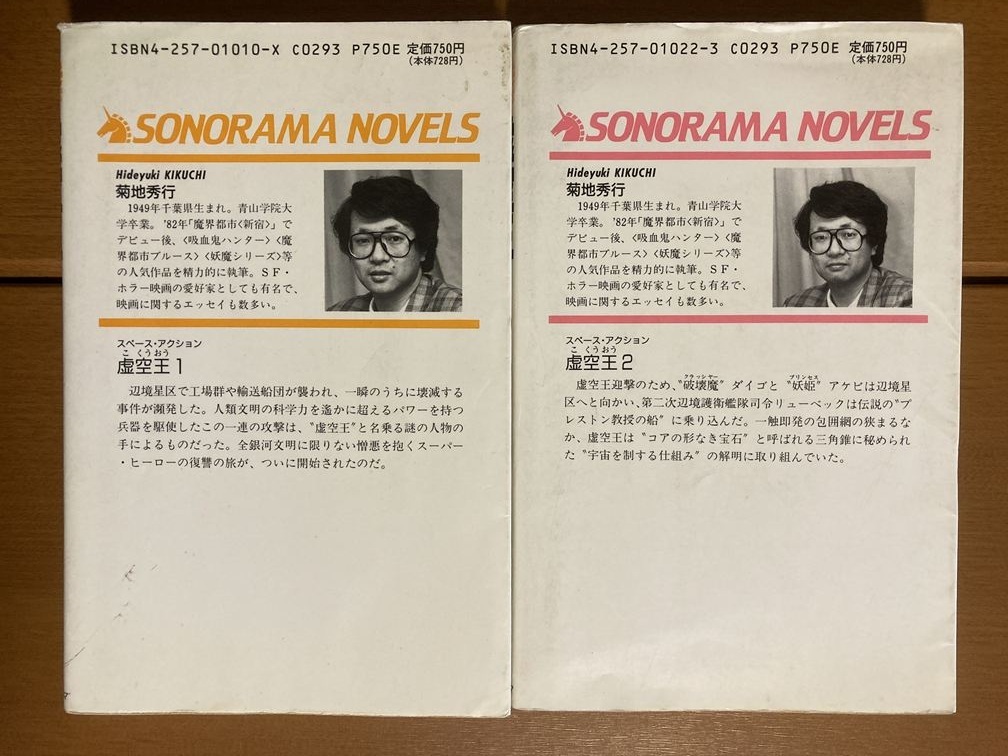 ISBN4-257-01010-X C0293 P750E 定価750円
(本体728円)
SONORAMA NOVELS
Hideyuki KIKUCHI
菊地秀行
1949年千葉県生まれ。青山学院大
学卒業。'82年「魔界都市〈新宿〉」で
デビュー後、〈吸血鬼ハンター〉〈魔
界都市ブルース〉〈妖魔シリーズ〉等
の人気作品を精力的に執筆。SF・
ホラー映画の愛好家としても有名で、
映画に関するエッセイも数多い。
スペース・アクション
こくうおう
虚空王1
辺境星区で工場群や輸送船団が襲われ、一瞬のうちに壊滅する
事件が瀕発した。人類文明の科学力を遙かに超えるパワーを持つ
兵器を駆使したこの一連の攻撃は、〝虚空王〟と名乗る謎の人物の
手によるものだった。全銀河文明に限りない憎悪を抱くスーパー
・ヒーローの復讐の旅が、ついに開始されたのだ。
ISBN4-257-01022-3 C0293 P750E 定価750円
(本体728円)
SONORAMA NOVELS
Hideyuki KIKUCHI
菊地秀行
1949年千葉県生まれ。青山学院大
学卒業。'82年「魔界都市〈新宿〉」で
デビュー後、〈吸血鬼ハンター〉〈魔
界都市ブルース〉〈妖魔シリーズ〉等
の人気作品を精力的に執筆。SF・
ホラー映画の愛好家としても有名で、
映画に関するエッセイも数多い。
スペース・アクション
こくうおう
虚空王2
クラッシャー プリンセス
虚空王迎撃のため、〝破壊魔〟ダイゴと〝妖姫〟アケビは辺境星
区へと向かい、第二次辺境護衛艦隊司令リューベックは伝説の〝プ
レストン教授の船〟に乗り込んだ。一触即発の包囲網の狭まるな
か、虚空王は〝コアの形なき宝石〟と呼ばれる三角錐に秘められ
た〝宇宙を制する仕組み〟の解明に取り組んでいた。